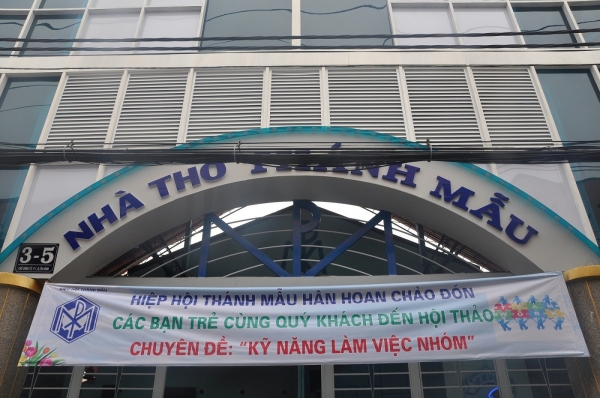 NHÀ THỜ THÁNH MẪU
3-5
HIỆP HỘI THÁNH MẪU HÂN HOAN CHÀO ĐÓN
CÁC BẠN TRẺ CÙNG QUÝ KHÁCH ĐẾN HỘI THẢO
CHUYÊN ĐỀ: "KỸ NĂNG LÀM VIỆC NHÓM"